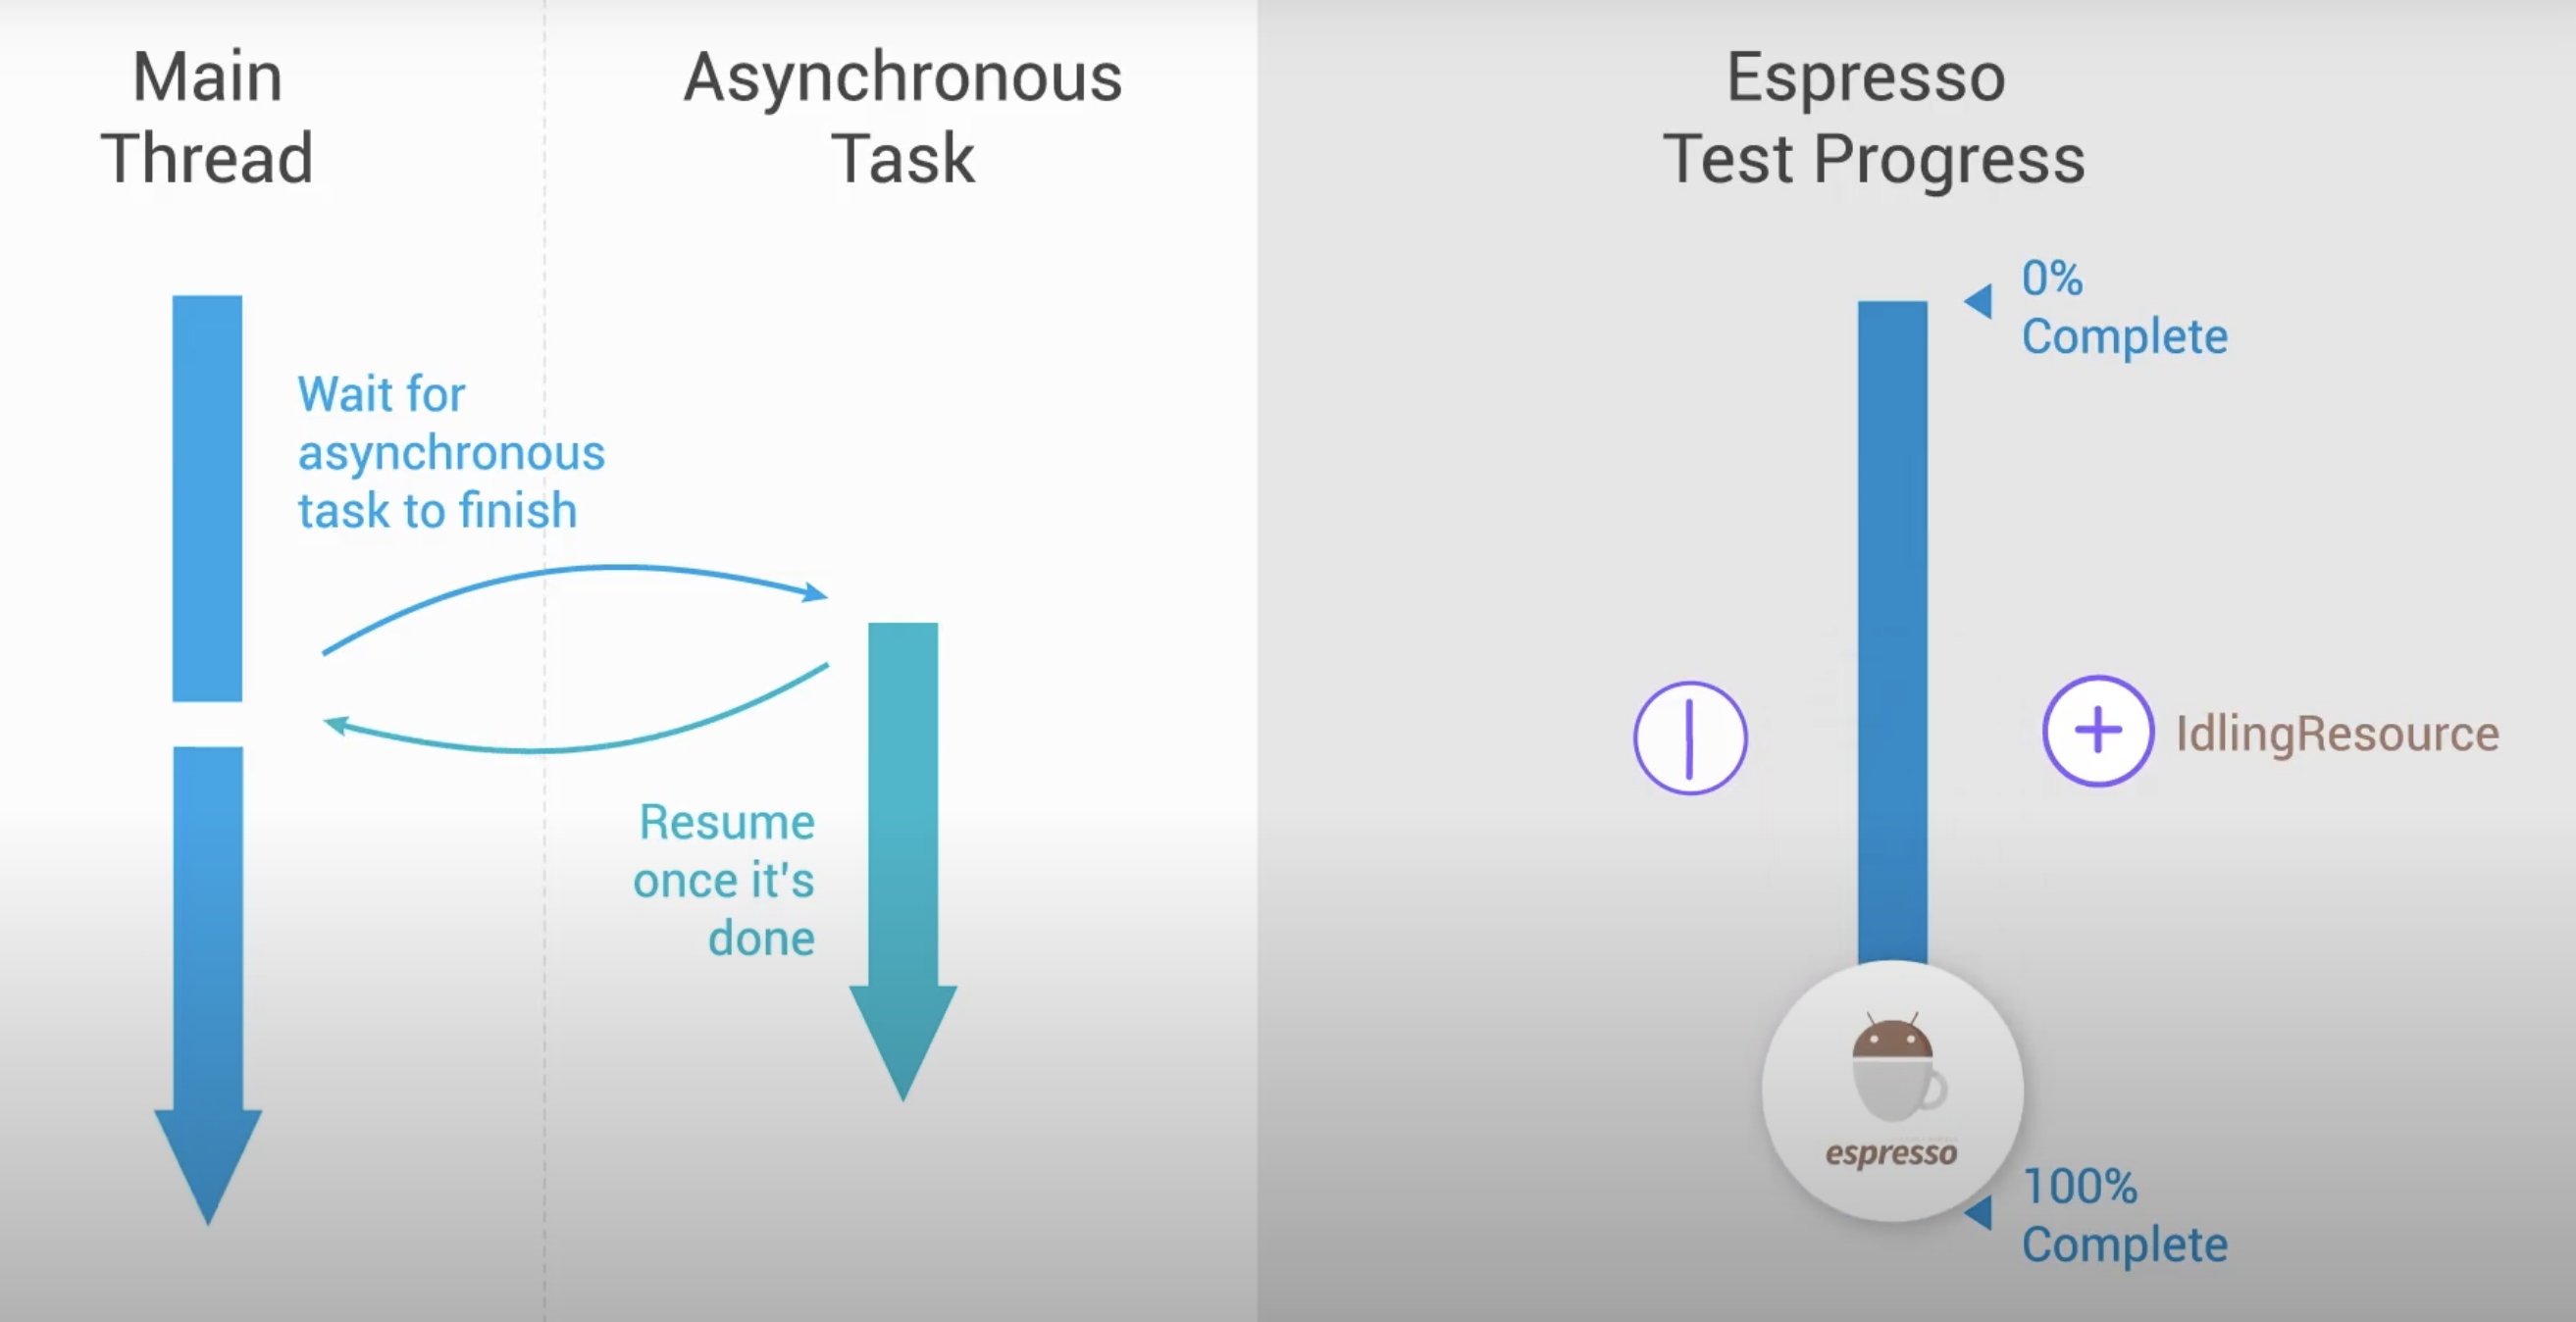 Main
Thread
Asynchronous
Task
Espresso
Test Progress
Wait for
asynchronous
task to finish
Resume
once it's
done
0%
Complete
+ IdlingResource
espresso
100%
Complete